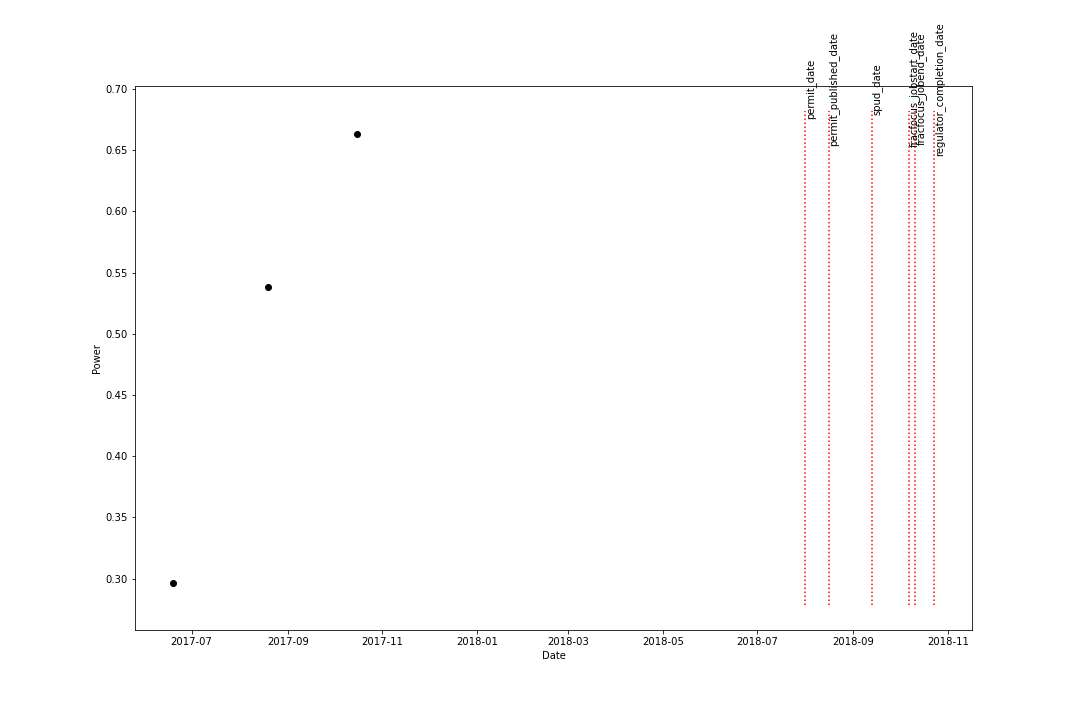 permit_date
permit_published_date
spud_date
fracfocus_jobstart_date
fracfocus_jobend_date
regulator_completion_date
0.70
0.65
0.60
0.55
0.50
0.45
0.40
0.35
0.30
Power
2017-07
2017-09
2017-11
2018-01
2018-03
2018-05
2018-07
2018-09
2018-11
Date